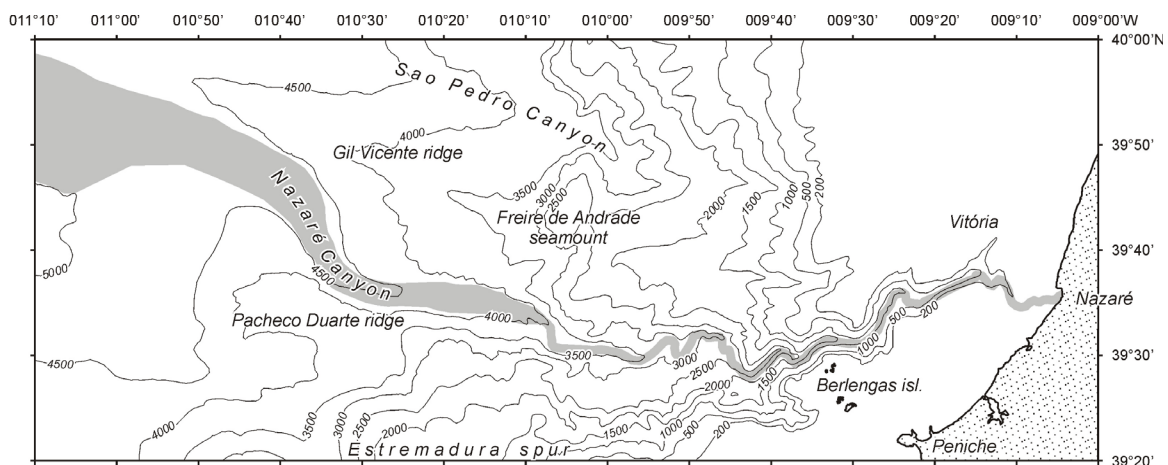 011°10' 011°00' 010°50' 010°40' 010°30' 010°20' 010°10' 010°00' 009°50' 009°40' 009°30' 009°20' 009°10' 009°00'W
40°00'N
Sao Pedro Canyon
4500
4000
39°50'
Gil Vicente ridge
3500
3000
2500
2000
1500
1000
500
200
Nazaré Canyon
Freire de Andrade
seamount
Vitória
39°40'
5000
4500
Nazaré
4000
500
200
Pacheco Duarte ridge
1000
3500
3000
39°30'
4500
2500
2000
1500
Berlengas isl.
4000
3500
3000
2500
2000
1500
1000
500
200
Estremadura spur
Peniche
39°20'